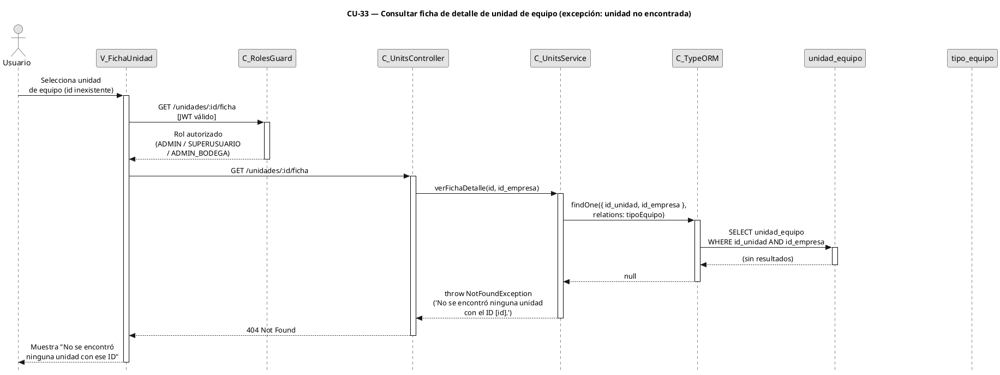 CU-33 — Consultar ficha de detalle de unidad de equipo (excepción: unidad no encontrada)
Usuario
V_FichaUnidad
C_RolesGuard
C_UnitsController
C_UnitsService
C_TypeORM
unidad_equipo
tipo_equipo
Selecciona unidad
de equipo (id inexistente)
GET /unidades/:id/ficha
[JWT válido]
Rol autorizado
(ADMIN / SUPERUSUARIO
/ ADMIN_BODEGA)
GET /unidades/:id/ficha
verFichaDetalle(id, id_empresa)
findOne({ id_unidad, id_empresa },
relations: tipoEquipo)
SELECT unidad_equipo
WHERE id_unidad AND id_empresa
(sin resultados)
null
throw NotFoundException
('No se encontró ninguna unidad
con el ID [id].')
404 Not Found
Muestra "No se encontró
ninguna unidad con ese ID"